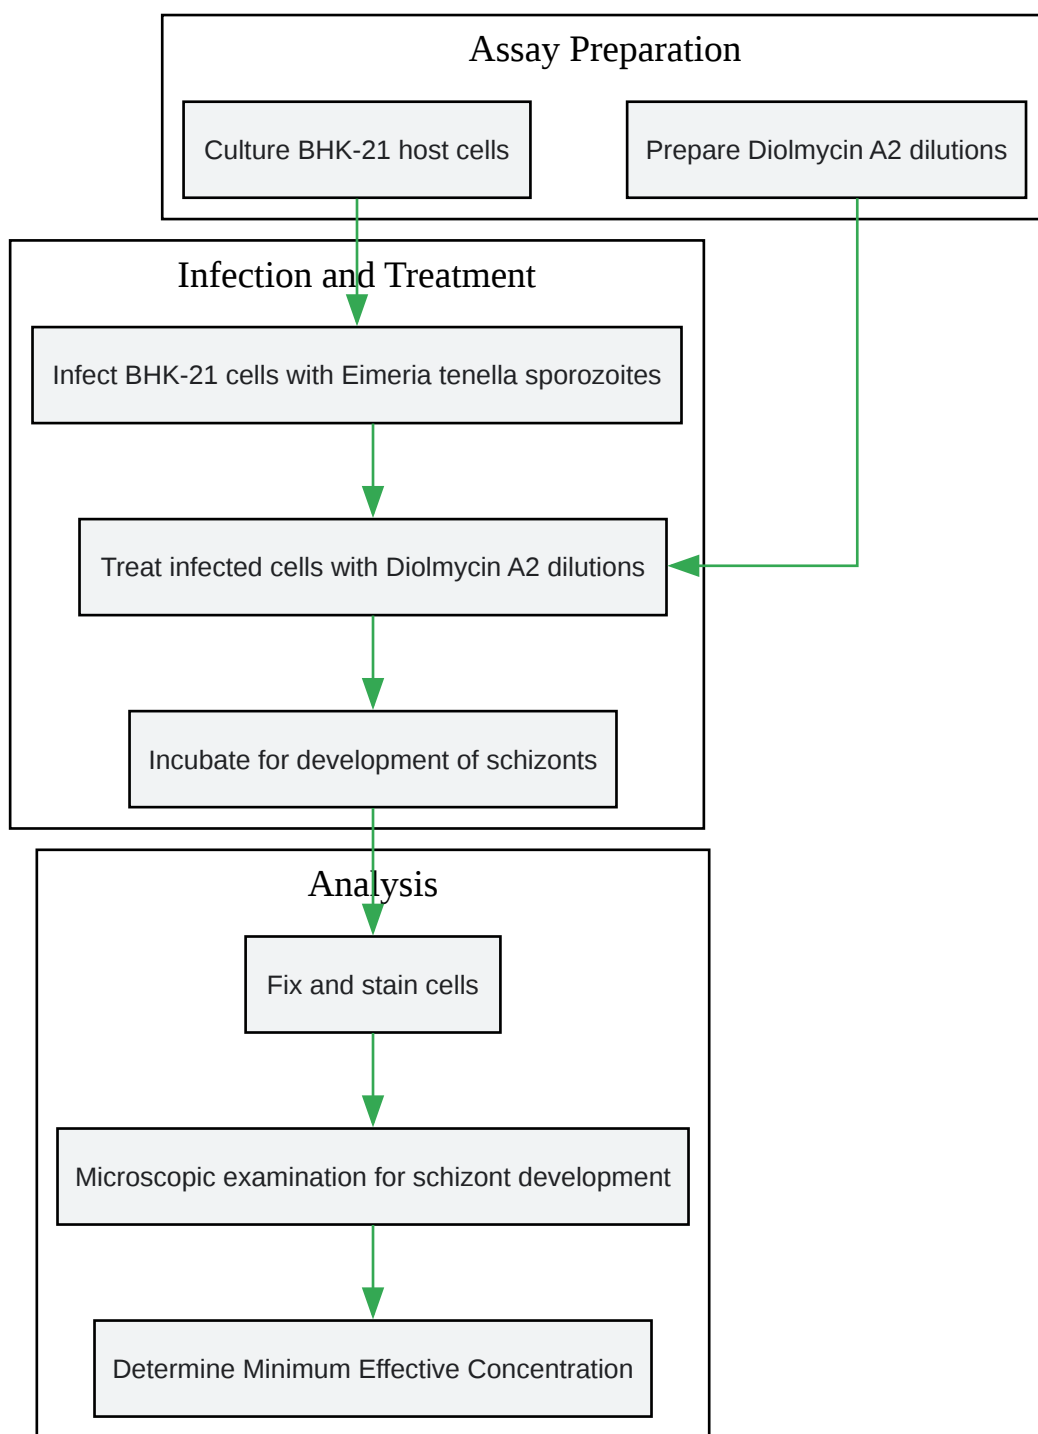 Assay Preparation
Culture BHK-21 host cells
Prepare Diolmycin A2 dilutions
Infection and Treatment
Infect BHK-21 cells with Eimeria tenella sporozoites
Treat infected cells with Diolmycin A2 dilutions
Incubate for development of schizonts
Analysis
Fix and stain cells
Microscopic examination for schizont development
Determine Minimum Effective Concentration